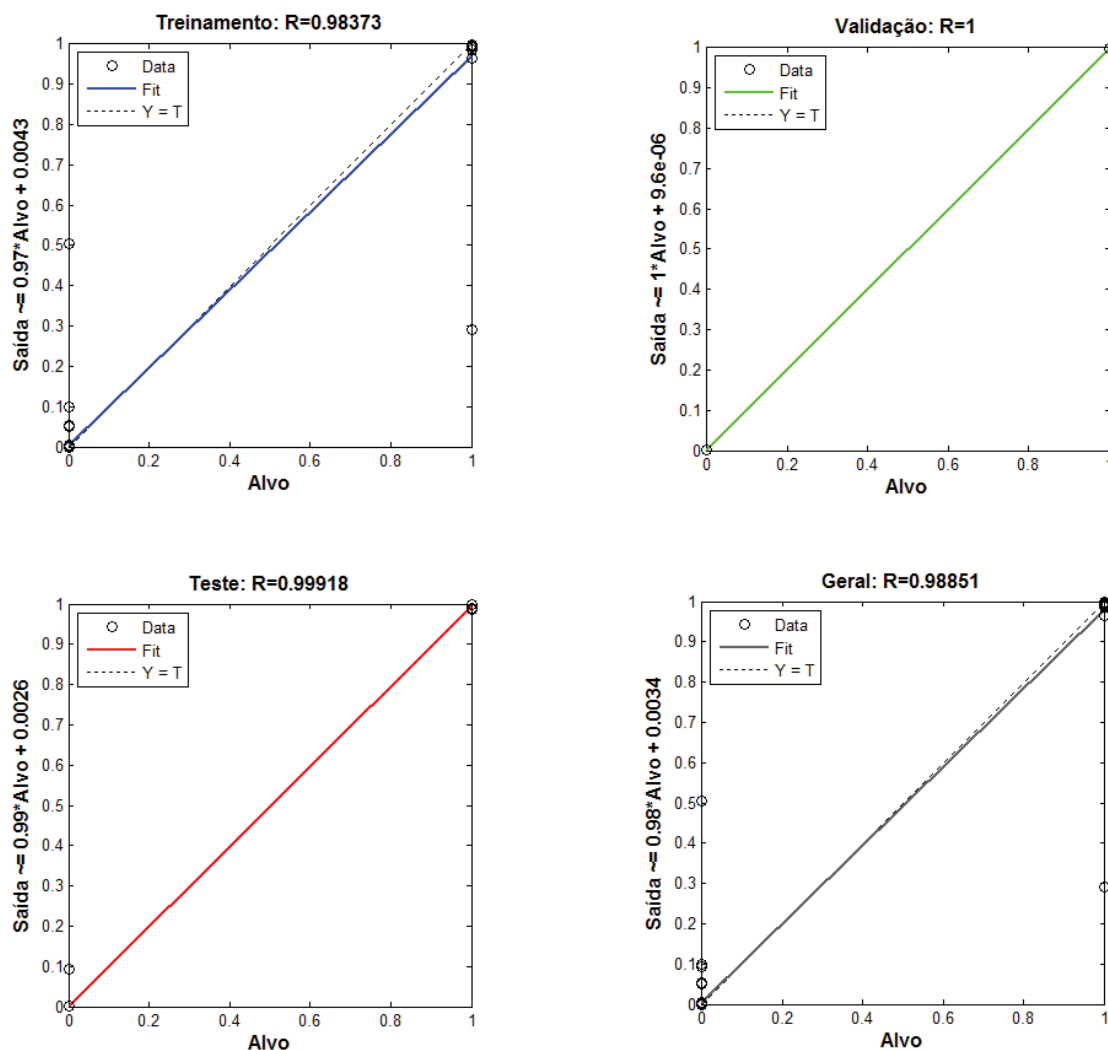 Treinamento: R=0.98373
Data
Fit
Y = T
Saída ~= 0.97*Alvo + 0.0043
1
0.9
0.8
0.7
0.6
0.5
0.4
0.3
0.2
0.1
0
0 0.2 0.4 0.6 0.8 1
Alvo
Validação: R=1
Data
Fit
Y = T
Saída ~= 1*Alvo + 9.6e-06
1
0.9
0.8
0.7
0.6
0.5
0.4
0.3
0.2
0.1
0
0 0.2 0.4 0.6 0.8 1
Alvo
Teste: R=0.99918
Data
Fit
Y = T
Saída ~= 0.99*Alvo + 0.0026
1
0.9
0.8
0.7
0.6
0.5
0.4
0.3
0.2
0.1
0
0 0.2 0.4 0.6 0.8 1
Alvo
Geral: R=0.98851
Data
Fit
Y = T
Saída ~= 0.98*Alvo + 0.0034
1
0.9
0.8
0.7
0.6
0.5
0.4
0.3
0.2
0.1
0
0 0.2 0.4 0.6 0.8 1
Alvo